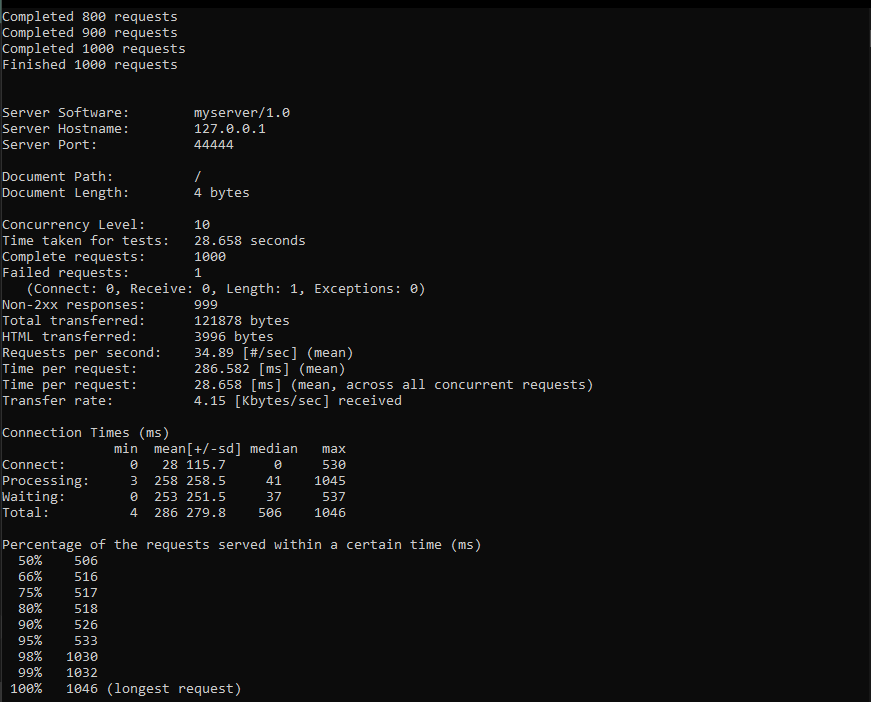 Completed 800 requests
Completed 900 requests
Completed 1000 requests
Finished 1000 requests
Server Software:        myserver/1.0
Server Hostname:        127.0.0.1
Server Port:            44444
Document Path:          /
Document Length:        4 bytes
Concurrency Level:      10
Time taken for tests:   28.658 seconds
Complete requests:      1000
Failed requests:        1
   (Connect: 0, Receive: 0, Length: 1, Exceptions: 0)
Non-2xx responses:      999
Total transferred:      121878 bytes
HTML transferred:       3996 bytes
Requests per second:    34.89 [#/sec] (mean)
Time per request:       286.582 [ms] (mean)
Time per request:       28.658 [ms] (mean, across all concurrent requests)
Transfer rate:          4.15 [Kbytes/sec] received
Connection Times (ms)
              min  mean[+/-sd] median   max
Connect:        0   28 115.7      0     530
Processing:     3  258 258.5     41    1045
Waiting:        0  253 251.5     37     537
Total:          4  286 279.8    506    1046
Percentage of the requests served within a certain time (ms)
  50%    506
  66%    516
  75%    517
  80%    518
  90%    526
  95%    533
  98%   1030
  99%   1032
 100%   1046 (longest request)